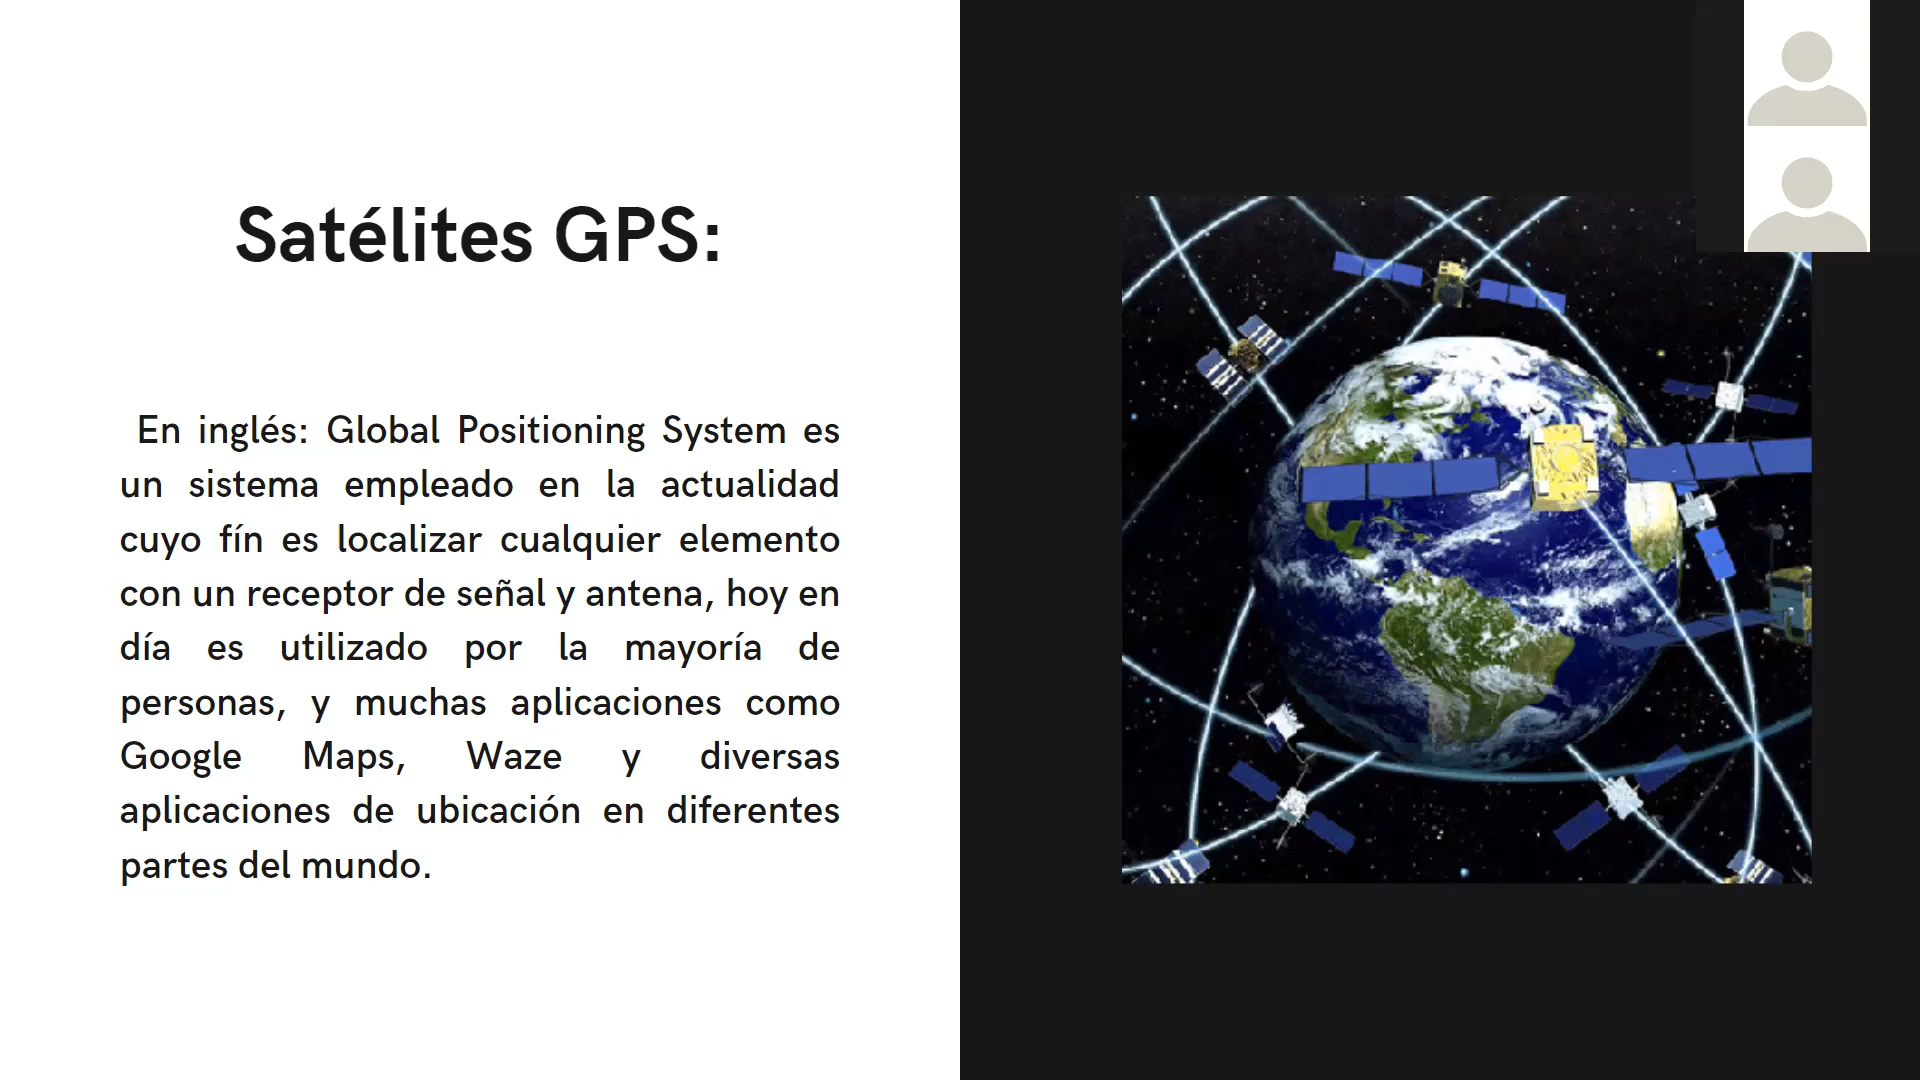 Satélites GPS:
En inglés: Global Positioning System es
un sistema empleado en la actualidad
cuyo fín es localizar cualquier elemento
con un receptor de señal y antena, hoy en
día es utilizado por la mayoría de
personas, y muchas aplicaciones como
Google Maps, Waze y diversas
aplicaciones de ubicación en diferentes
partes del mundo.